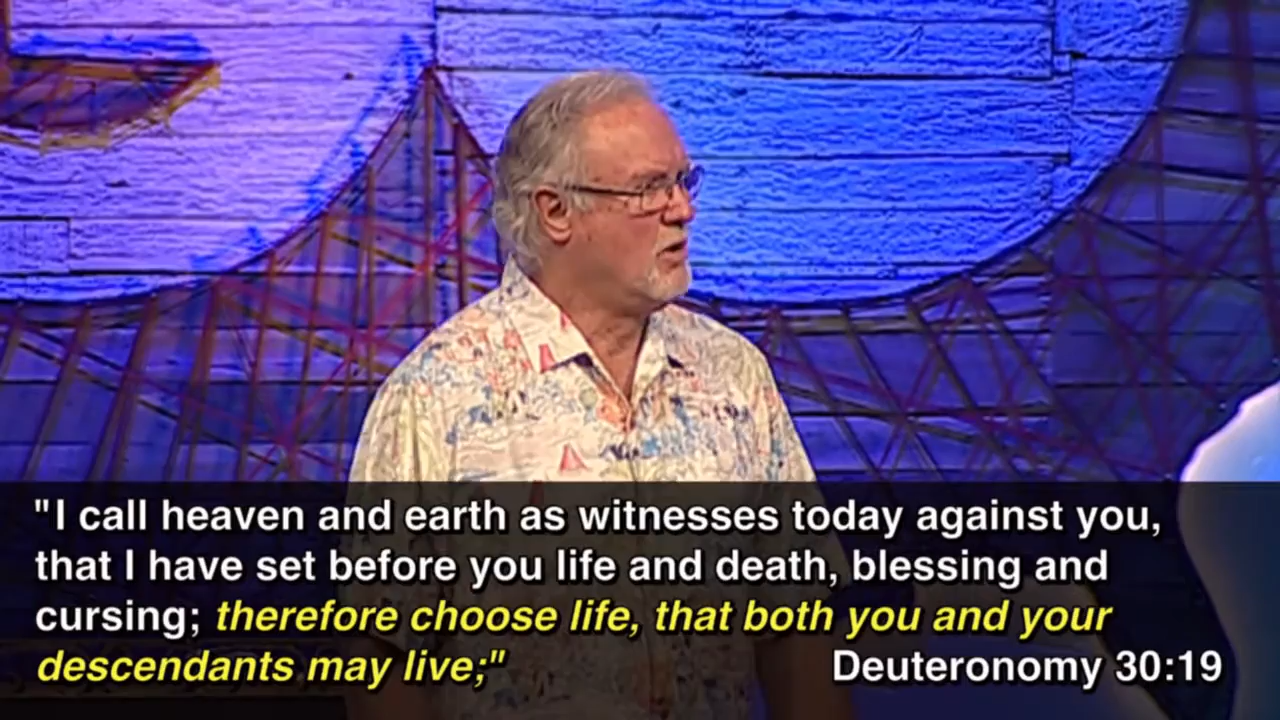 "I call heaven and earth as witnesses today against you,
that I have set before you life and death, blessing and
cursing; therefore choose life, that both you and your
descendants may live;"
Deuteronomy 30:19